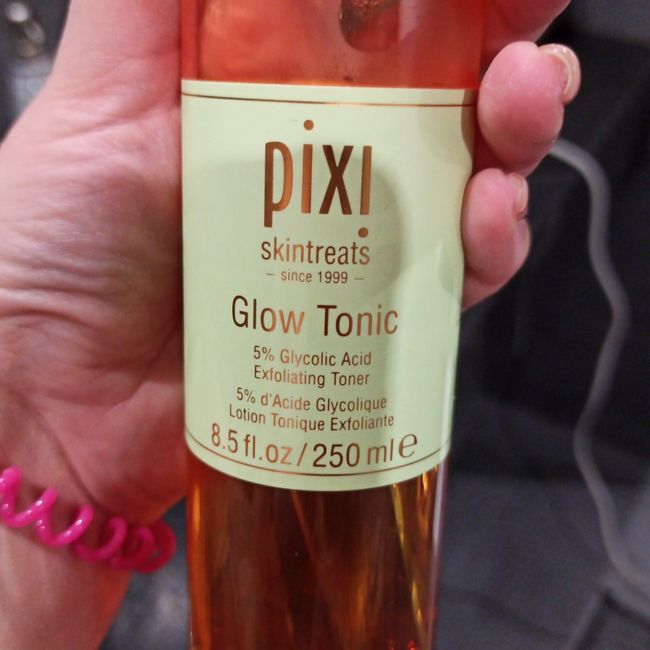 pixi
skintreats
– since 1999 –
Glow Tonic
5% Glycolic Acid
Exfoliating Toner
5% d'Acide Glycolique
Lotion Tonique Exfoliante
8.5 fl.oz / 250 ml ℮